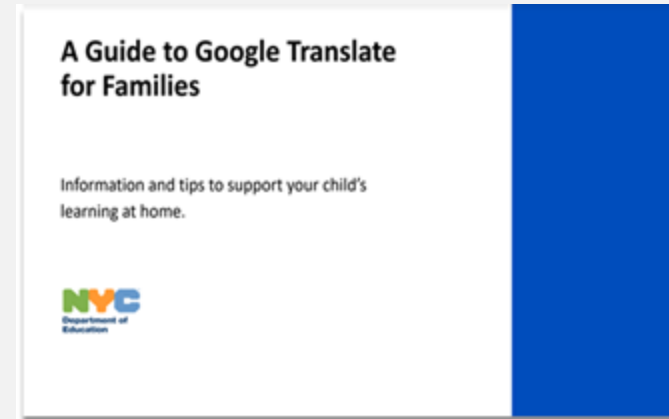 A Guide to Google Translate
for Families
Information and tips to support your child's
learning at home.
NYC
Department of
Education